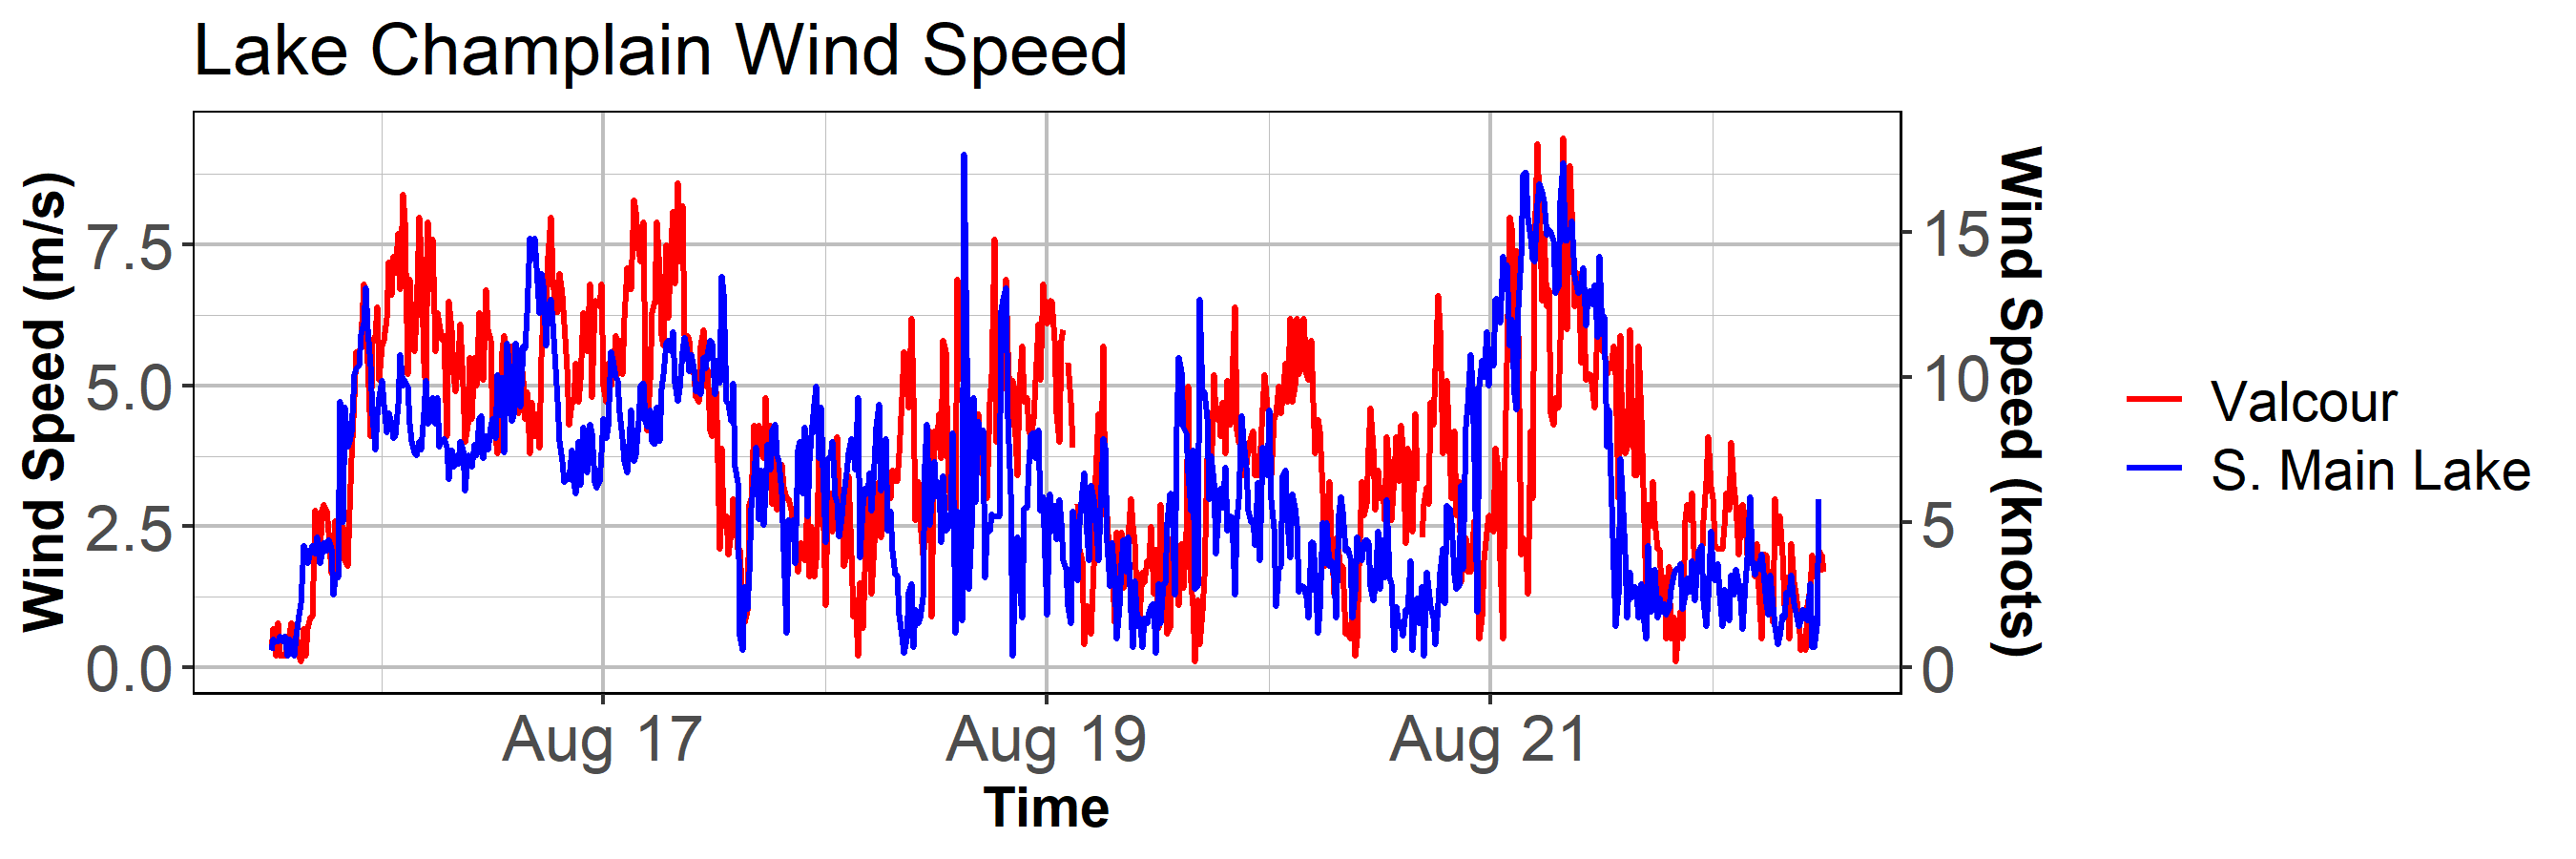 Lake Champlain Wind Speed
Wind Speed (m/s)
7.5
5.0
2.5
0.0
15
10
5
0
Wind Speed (knots)
Aug 17
Aug 19
Aug 21
Time
Valcour
S. Main Lake